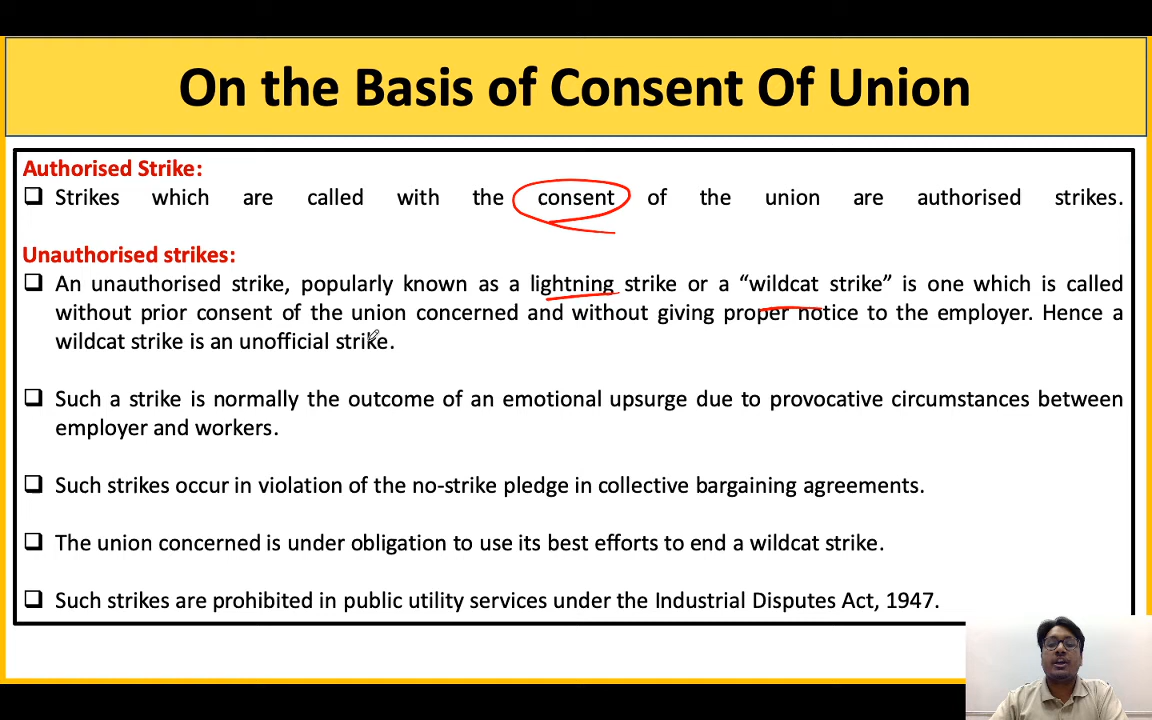 On the Basis of Consent Of Union
Authorised Strike:
❑ Strikes which are called with the consent of the union are authorised strikes.
Unauthorised strikes:
❑ An unauthorised strike, popularly known as a lightning strike or a “wildcat strike” is one which is called
without prior consent of the union concerned and without giving proper notice to the employer. Hence a
wildcat strike is an unofficial strike.
❑ Such a strike is normally the outcome of an emotional upsurge due to provocative circumstances between
employer and workers.
❑ Such strikes occur in violation of the no-strike pledge in collective bargaining agreements.
❑ The union concerned is under obligation to use its best efforts to end a wildcat strike.
❑ Such strikes are prohibited in public utility services under the Industrial Disputes Act, 1947.